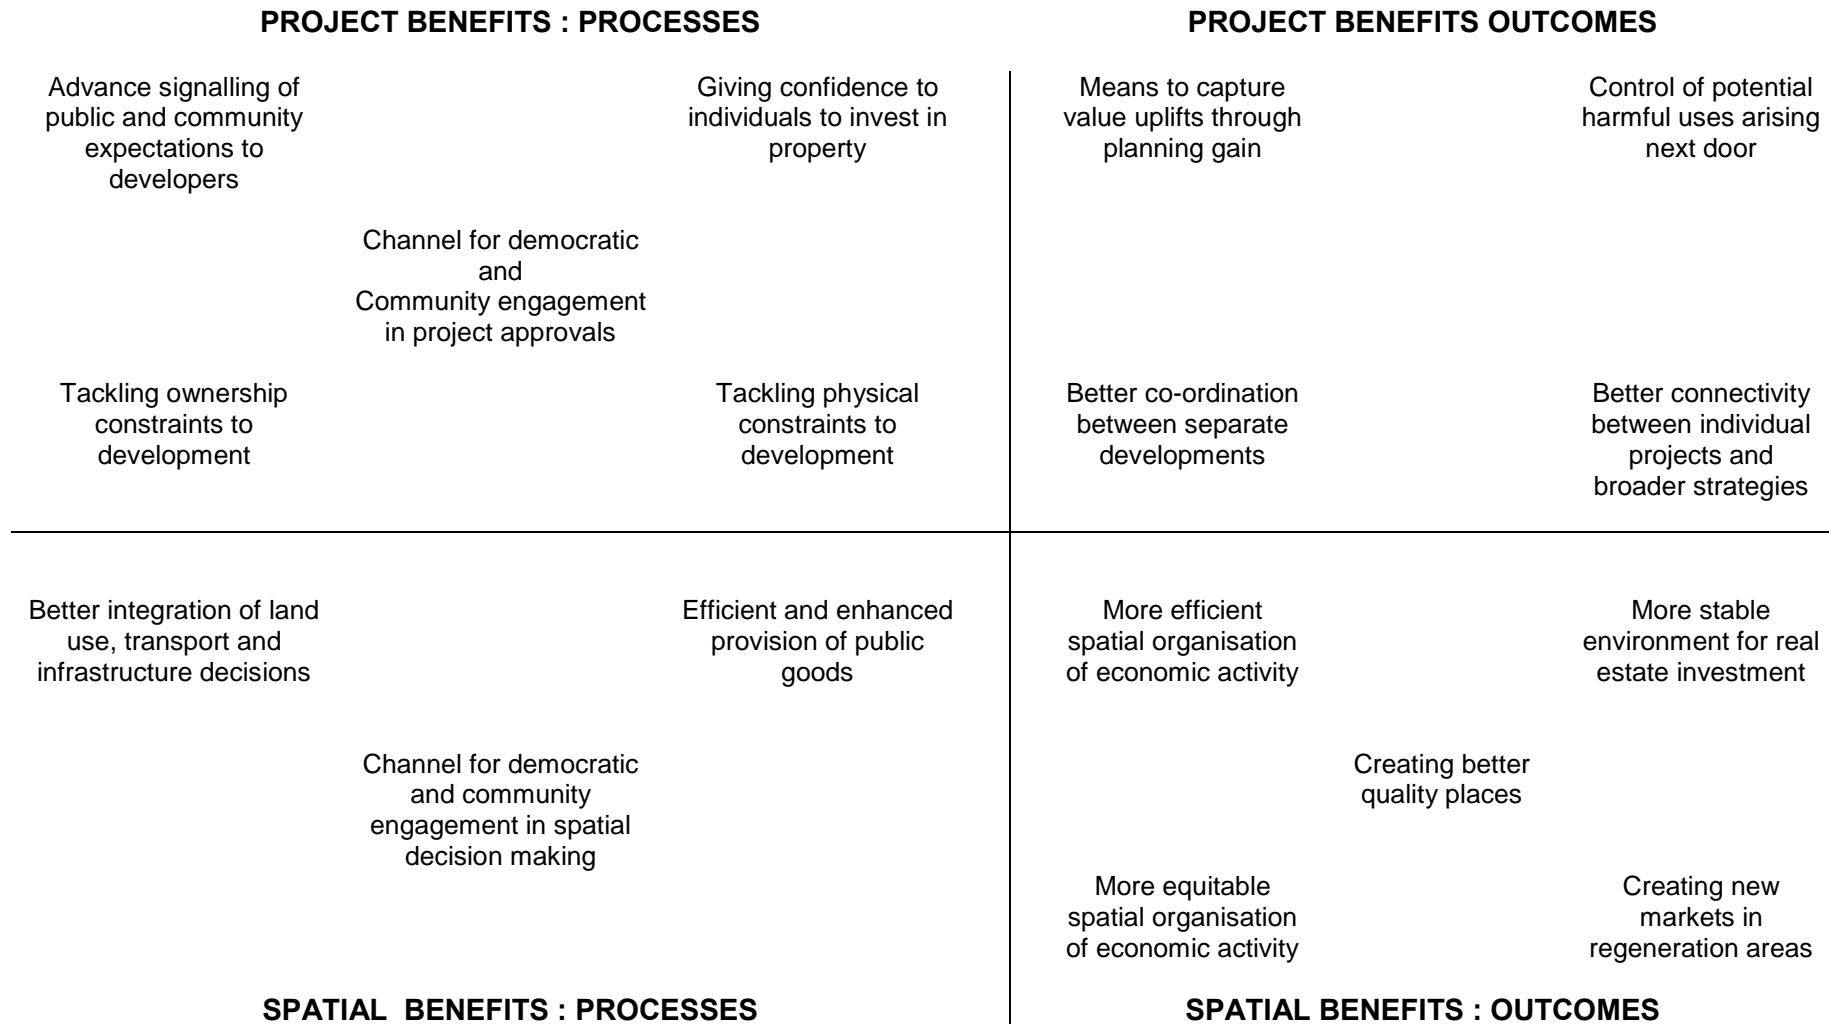 PROJECT BENEFITS : PROCESSES
PROJECT BENEFITS OUTCOMES
Advance signalling of
public and community
expectations to
developers
Giving confidence to
individuals to invest in
property
Channel for democratic
and
Community engagement
in project approvals
Tackling ownership
constraints to
development
Tackling physical
constraints to
development
Means to capture
value uplifts through
planning gain
Control of potential
harmful uses arising
next door
Better co-ordination
between separate
developments
Better connectivity
between individual
projects and
broader strategies
Better integration of land
use, transport and
infrastructure decisions
Efficient and enhanced
provision of public
goods
Channel for democratic
and community
engagement in spatial
decision making
More efficient
spatial organisation
of economic activity
More stable
environment for real
estate investment
Creating better
quality places
More equitable
spatial organisation
of economic activity
Creating new
markets in
regeneration areas
SPATIAL  BENEFITS : PROCESSES
SPATIAL BENEFITS : OUTCOMES